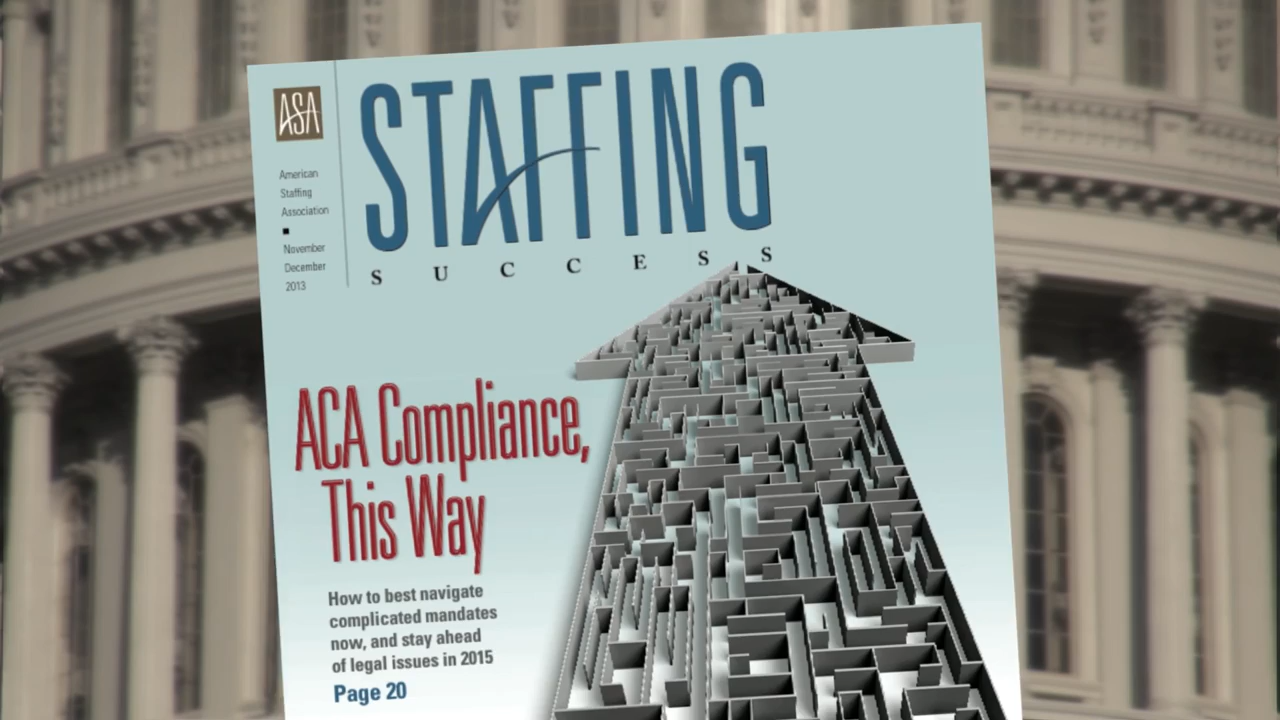 ASA
American
Staffing
Association
November
December
2013
STAFFING
SUCCESS
ACA Compliance,
This Way
How to best navigate
complicated mandates
now, and stay ahead
of legal issues in 2015
Page 20